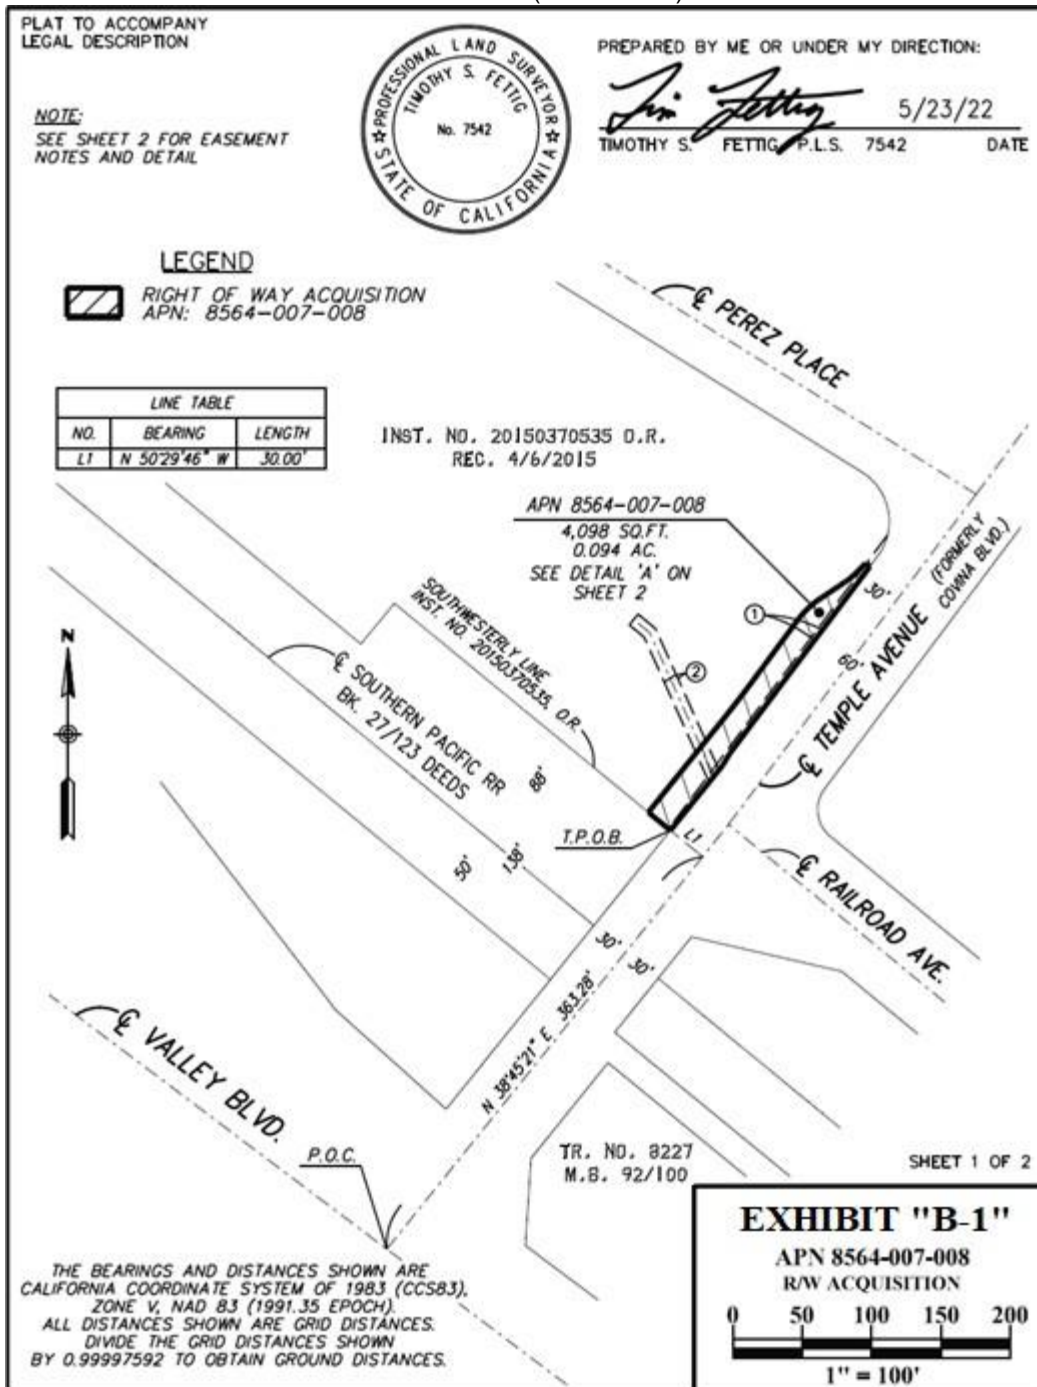 PLAT TO ACCOMPANY
LEGAL DESCRIPTION
NOTE:
SEE SHEET 2 FOR EASEMENT
NOTES AND DETAIL
PROFESSIONAL LAND SURVEYOR
TIMOTHY S. FETTIG
No. 7542
STATE OF CALIFORNIA
PREPARED BY ME OR UNDER MY DIRECTION:
Tim Fettig
5/23/22
TIMOTHY S. FETTIG P.L.S. 7542 DATE
LEGEND
RIGHT OF WAY ACQUISITION
APN: 8564-007-008
LINE TABLE
NO. BEARING LENGTH
L1 N 50°29'46" W 30.00'
INST. NO. 20150370535 O.R.
REC. 4/6/2015
℄ PEREZ PLACE
APN 8564-007-008
4,098 SQ.FT.
0.094 AC.
SEE DETAIL 'A' ON
SHEET 2
(FORMERLY
COVINA BLVD.)
℄ TEMPLE AVENUE
30'
60'
1
2
SOUTHWESTERLY LINE
INST. NO. 20150370535, O.R.
℄ SOUTHERN PACIFIC RR
BK. 27/123 DEEDS
88'
138'
50'
N
T.P.O.B.
L1
℄ RAILROAD AVE.
30'
30'
N 38°45'21" E 363.28'
℄ VALLEY BLVD.
P.O.C.
TR. NO. 8227
M.B. 92/100
SHEET 1 OF 2
THE BEARINGS AND DISTANCES SHOWN ARE
CALIFORNIA COORDINATE SYSTEM OF 1983 (CCS83),
ZONE V, NAD 83 (1991.35 EPOCH).
ALL DISTANCES SHOWN ARE GRID DISTANCES.
DIVIDE THE GRID DISTANCES SHOWN
BY 0.99997592 TO OBTAIN GROUND DISTANCES.
EXHIBIT "B-1"
APN 8564-007-008
R/W ACQUISITION
0 50 100 150 200
1" = 100'